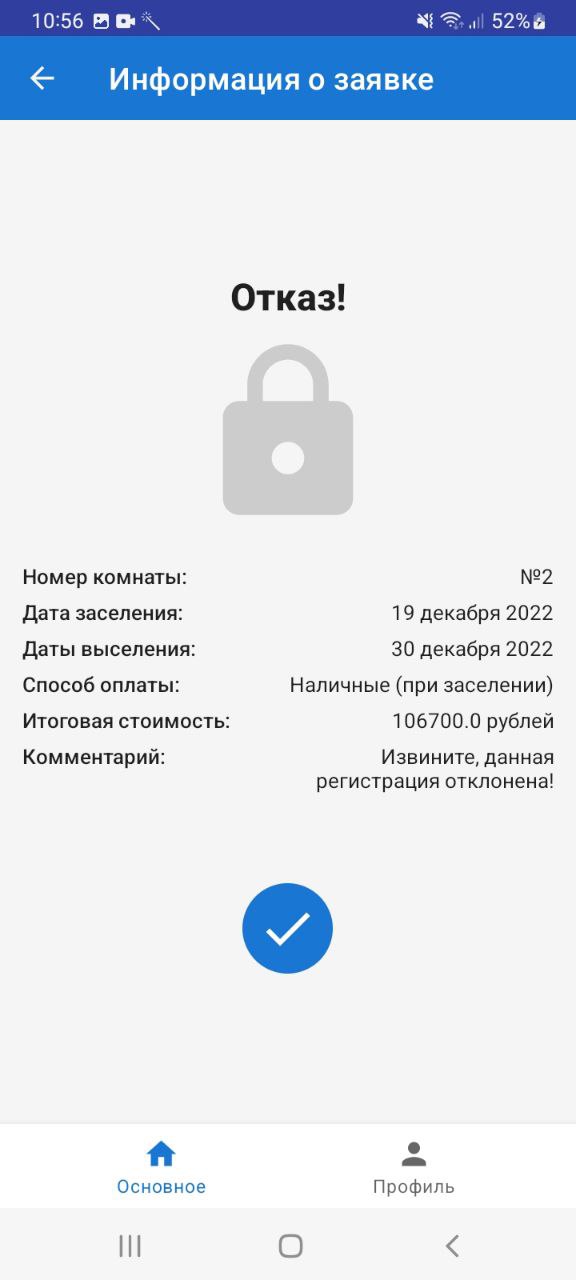 10:56 52%
Информация о заявке
Отказ!
Номер комнаты: №2
Дата заселения: 19 декабря 2022
Даты выселения: 30 декабря 2022
Способ оплаты: Наличные (при заселении)
Итоговая стоимость: 106700.0 рублей
Комментарий: Извините, данная
регистрация отклонена!
Основное Профиль